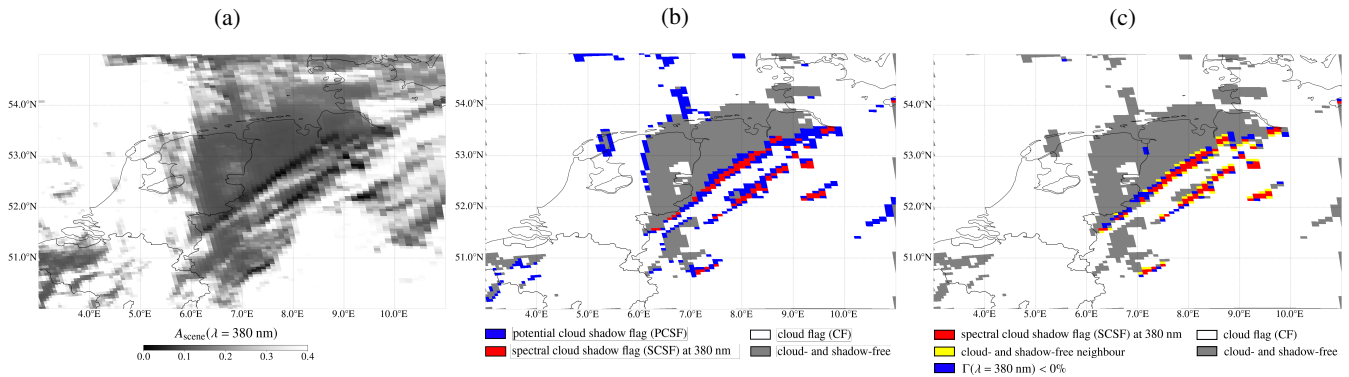 (a)
(b)
(c)
54.0°N
53.0°N
52.0°N
51.0°N
4.0°E 5.0°E 6.0°E 7.0°E 8.0°E 9.0°E 10.0°E
A_scene(λ = 380 nm)
0.0 0.1 0.2 0.3 0.4
54.0°N
53.0°N
52.0°N
51.0°N
4.0°E 5.0°E 6.0°E 7.0°E 8.0°E 9.0°E 10.0°E
potential cloud shadow flag (PCSF)
spectral cloud shadow flag (SCSF) at 380 nm
cloud flag (CF)
cloud- and shadow-free
54.0°N
53.0°N
52.0°N
51.0°N
4.0°E 5.0°E 6.0°E 7.0°E 8.0°E 9.0°E 10.0°E
spectral cloud shadow flag (SCSF) at 380 nm
cloud- and shadow-free neighbour
Γ(λ = 380 nm) < 0%
cloud flag (CF)
cloud- and shadow-free